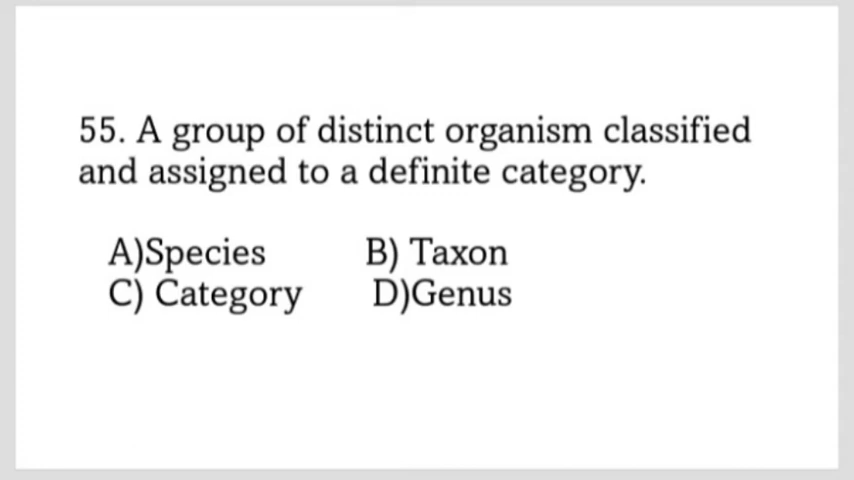 55. A group of distinct organism classified
and assigned to a definite category.
A)Species B) Taxon
C) Category D)Genus